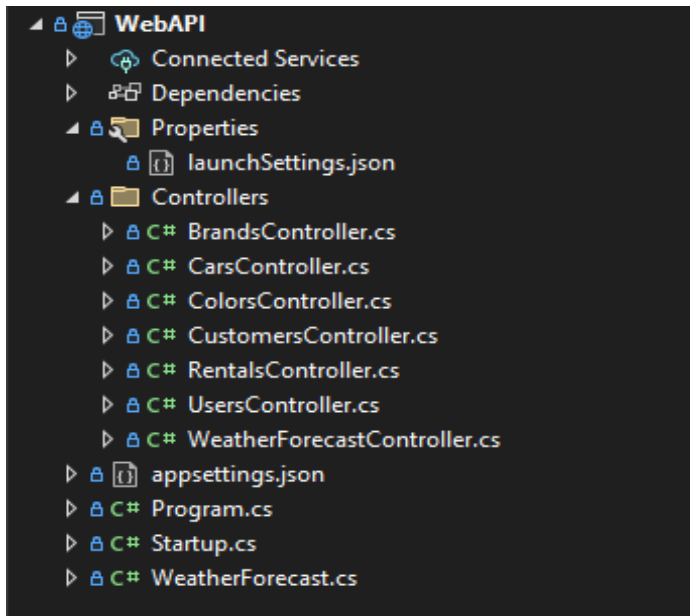 WebAPI
Connected Services
Dependencies
Properties
launchSettings.json
Controllers
C# BrandsController.cs
C# CarsController.cs
C# ColorsController.cs
C# CustomersController.cs
C# RentalsController.cs
C# UsersController.cs
C# WeatherForecastController.cs
appsettings.json
C# Program.cs
C# Startup.cs
C# WeatherForecast.cs